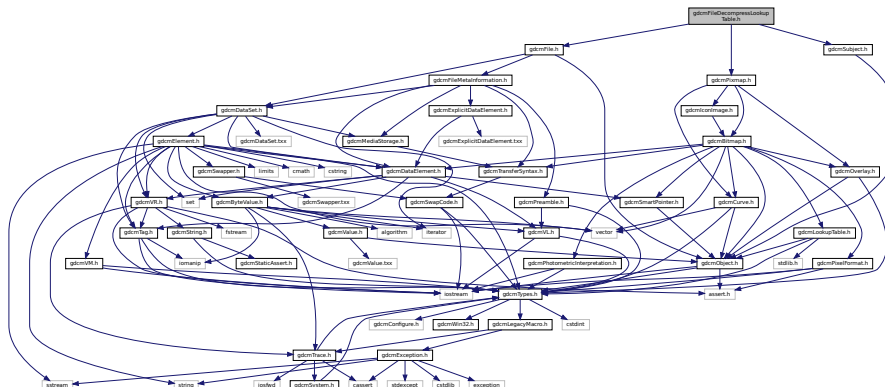 gdcmFileDecompressLookup
Table.h
gdcmFile.h
gdcmSubject.h
gdcmFileMetaInformation.h
gdcmPixmap.h
gdcmDataSet.h
gdcmExplicitDataElement.h
gdcmIconImage.h
gdcmElement.h
gdcmDataSet.txx
gdcmMediaStorage.h
gdcmExplicitDataElement.txx
gdcmBitmap.h
gdcmSwapper.h
limits
cmath
cstring
gdcmDataElement.h
gdcmTransferSyntax.h
gdcmOverlay.h
gdcmVR.h
set
gdcmByteValue.h
gdcmSwapper.txx
gdcmSwapCode.h
gdcmPreamble.h
gdcmSmartPointer.h
gdcmCurve.h
gdcmTag.h
gdcmString.h
fstream
gdcmValue.h
algorithm
iterator
gdcmVL.h
vector
gdcmLookupTable.h
gdcmVM.h
iomanip
gdcmStaticAssert.h
gdcmValue.txx
gdcmPhotometricInterpretation.h
gdcmObject.h
stdlib.h
gdcmPixelFormat.h
iostream
gdcmTypes.h
assert.h
gdcmConfigure.h
gdcmWin32.h
gdcmLegacyMacro.h
cstdint
gdcmTrace.h
gdcmException.h
sstream
string
iosfwd
gdcmSystem.h
cassert
stdexcept
cstdlib
exception